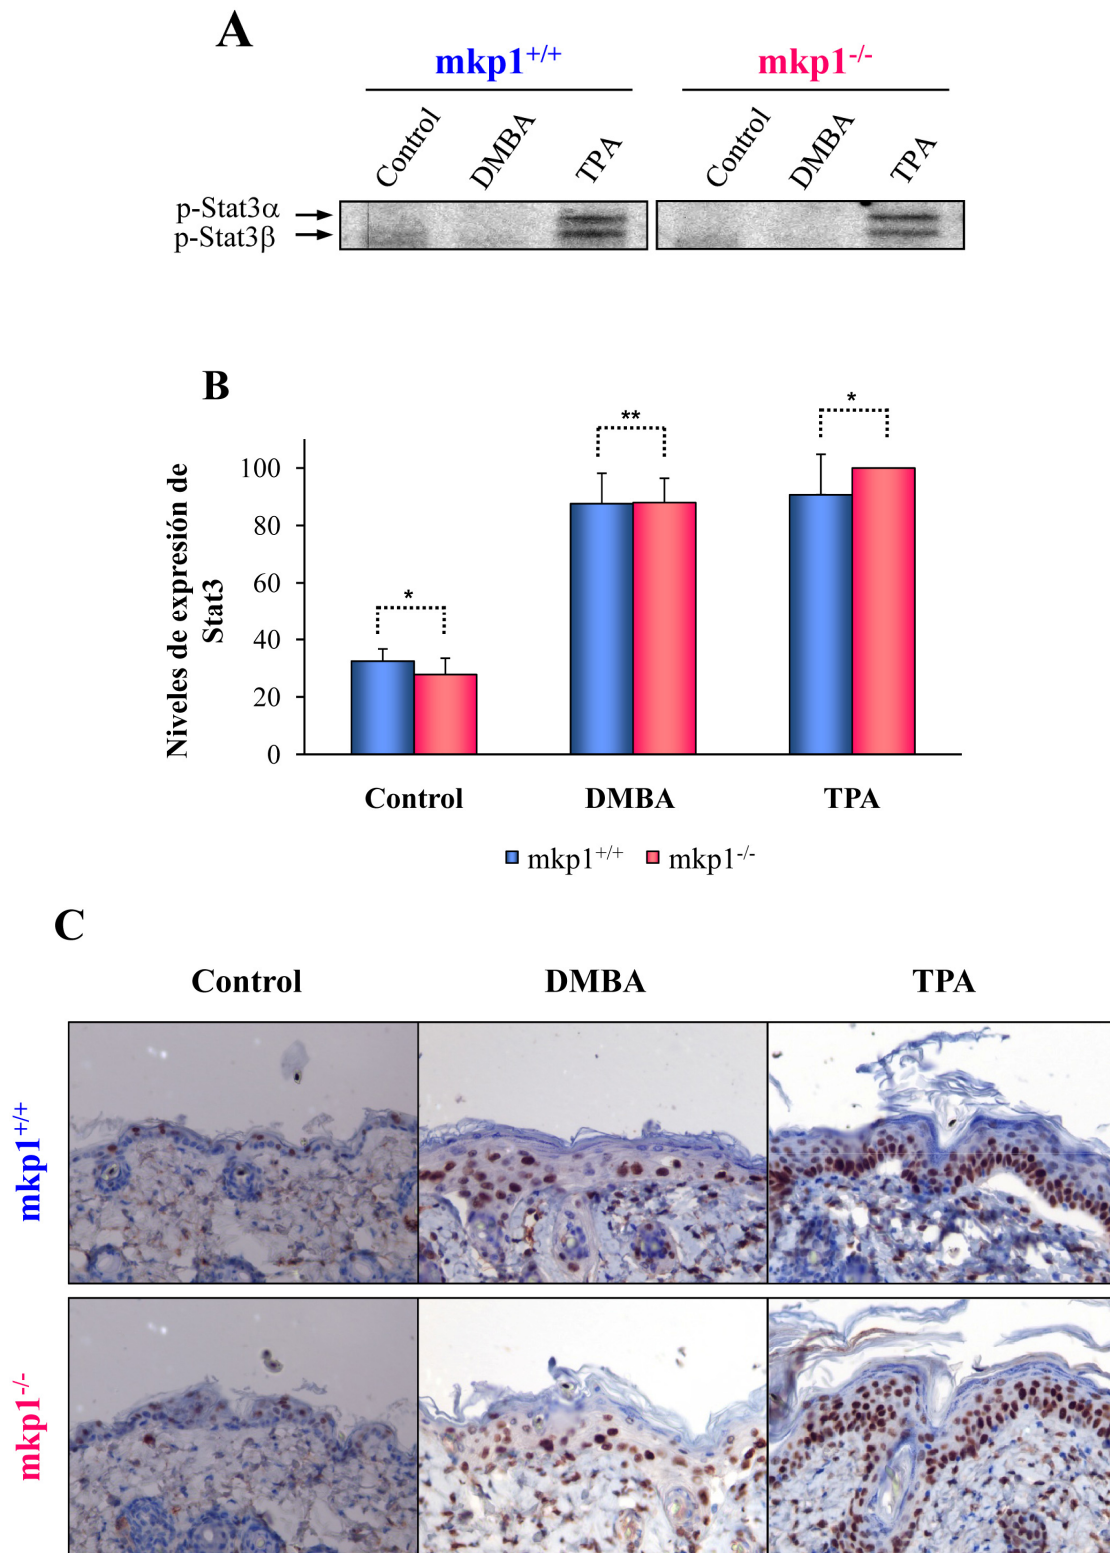 A
mkp1+/+ mkp1-/-
Control DMBA TPA Control DMBA TPA
p-Stat3α
p-Stat3β
B
Niveles de expresión de
Stat3
100
80
60
40
20
0
* ** *
Control DMBA TPA
mkp1+/+ mkp1-/-
C
Control DMBA TPA
mkp1+/+
mkp1-/-